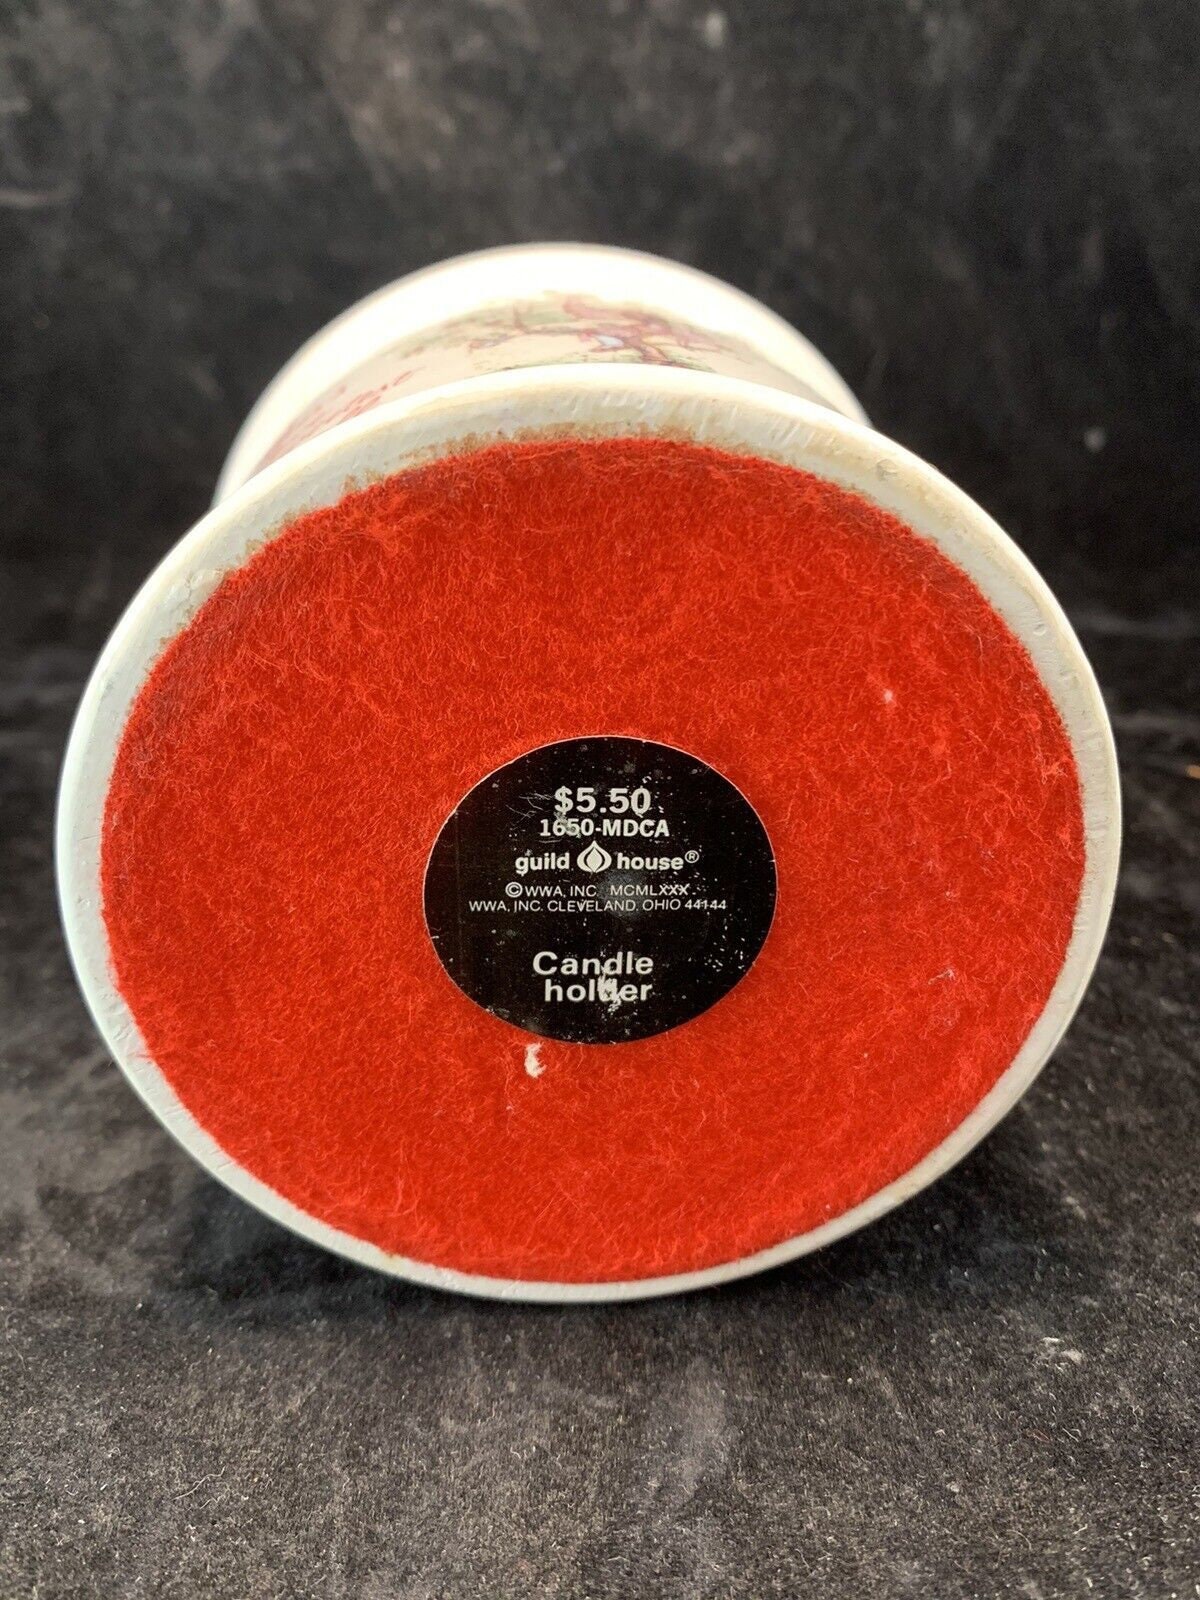 $5.50
1650-MDCA
guild house®
© WWA, INC. MCMLXXX.
WWA, INC. CLEVELAND, OHIO 44144
Candle
holder